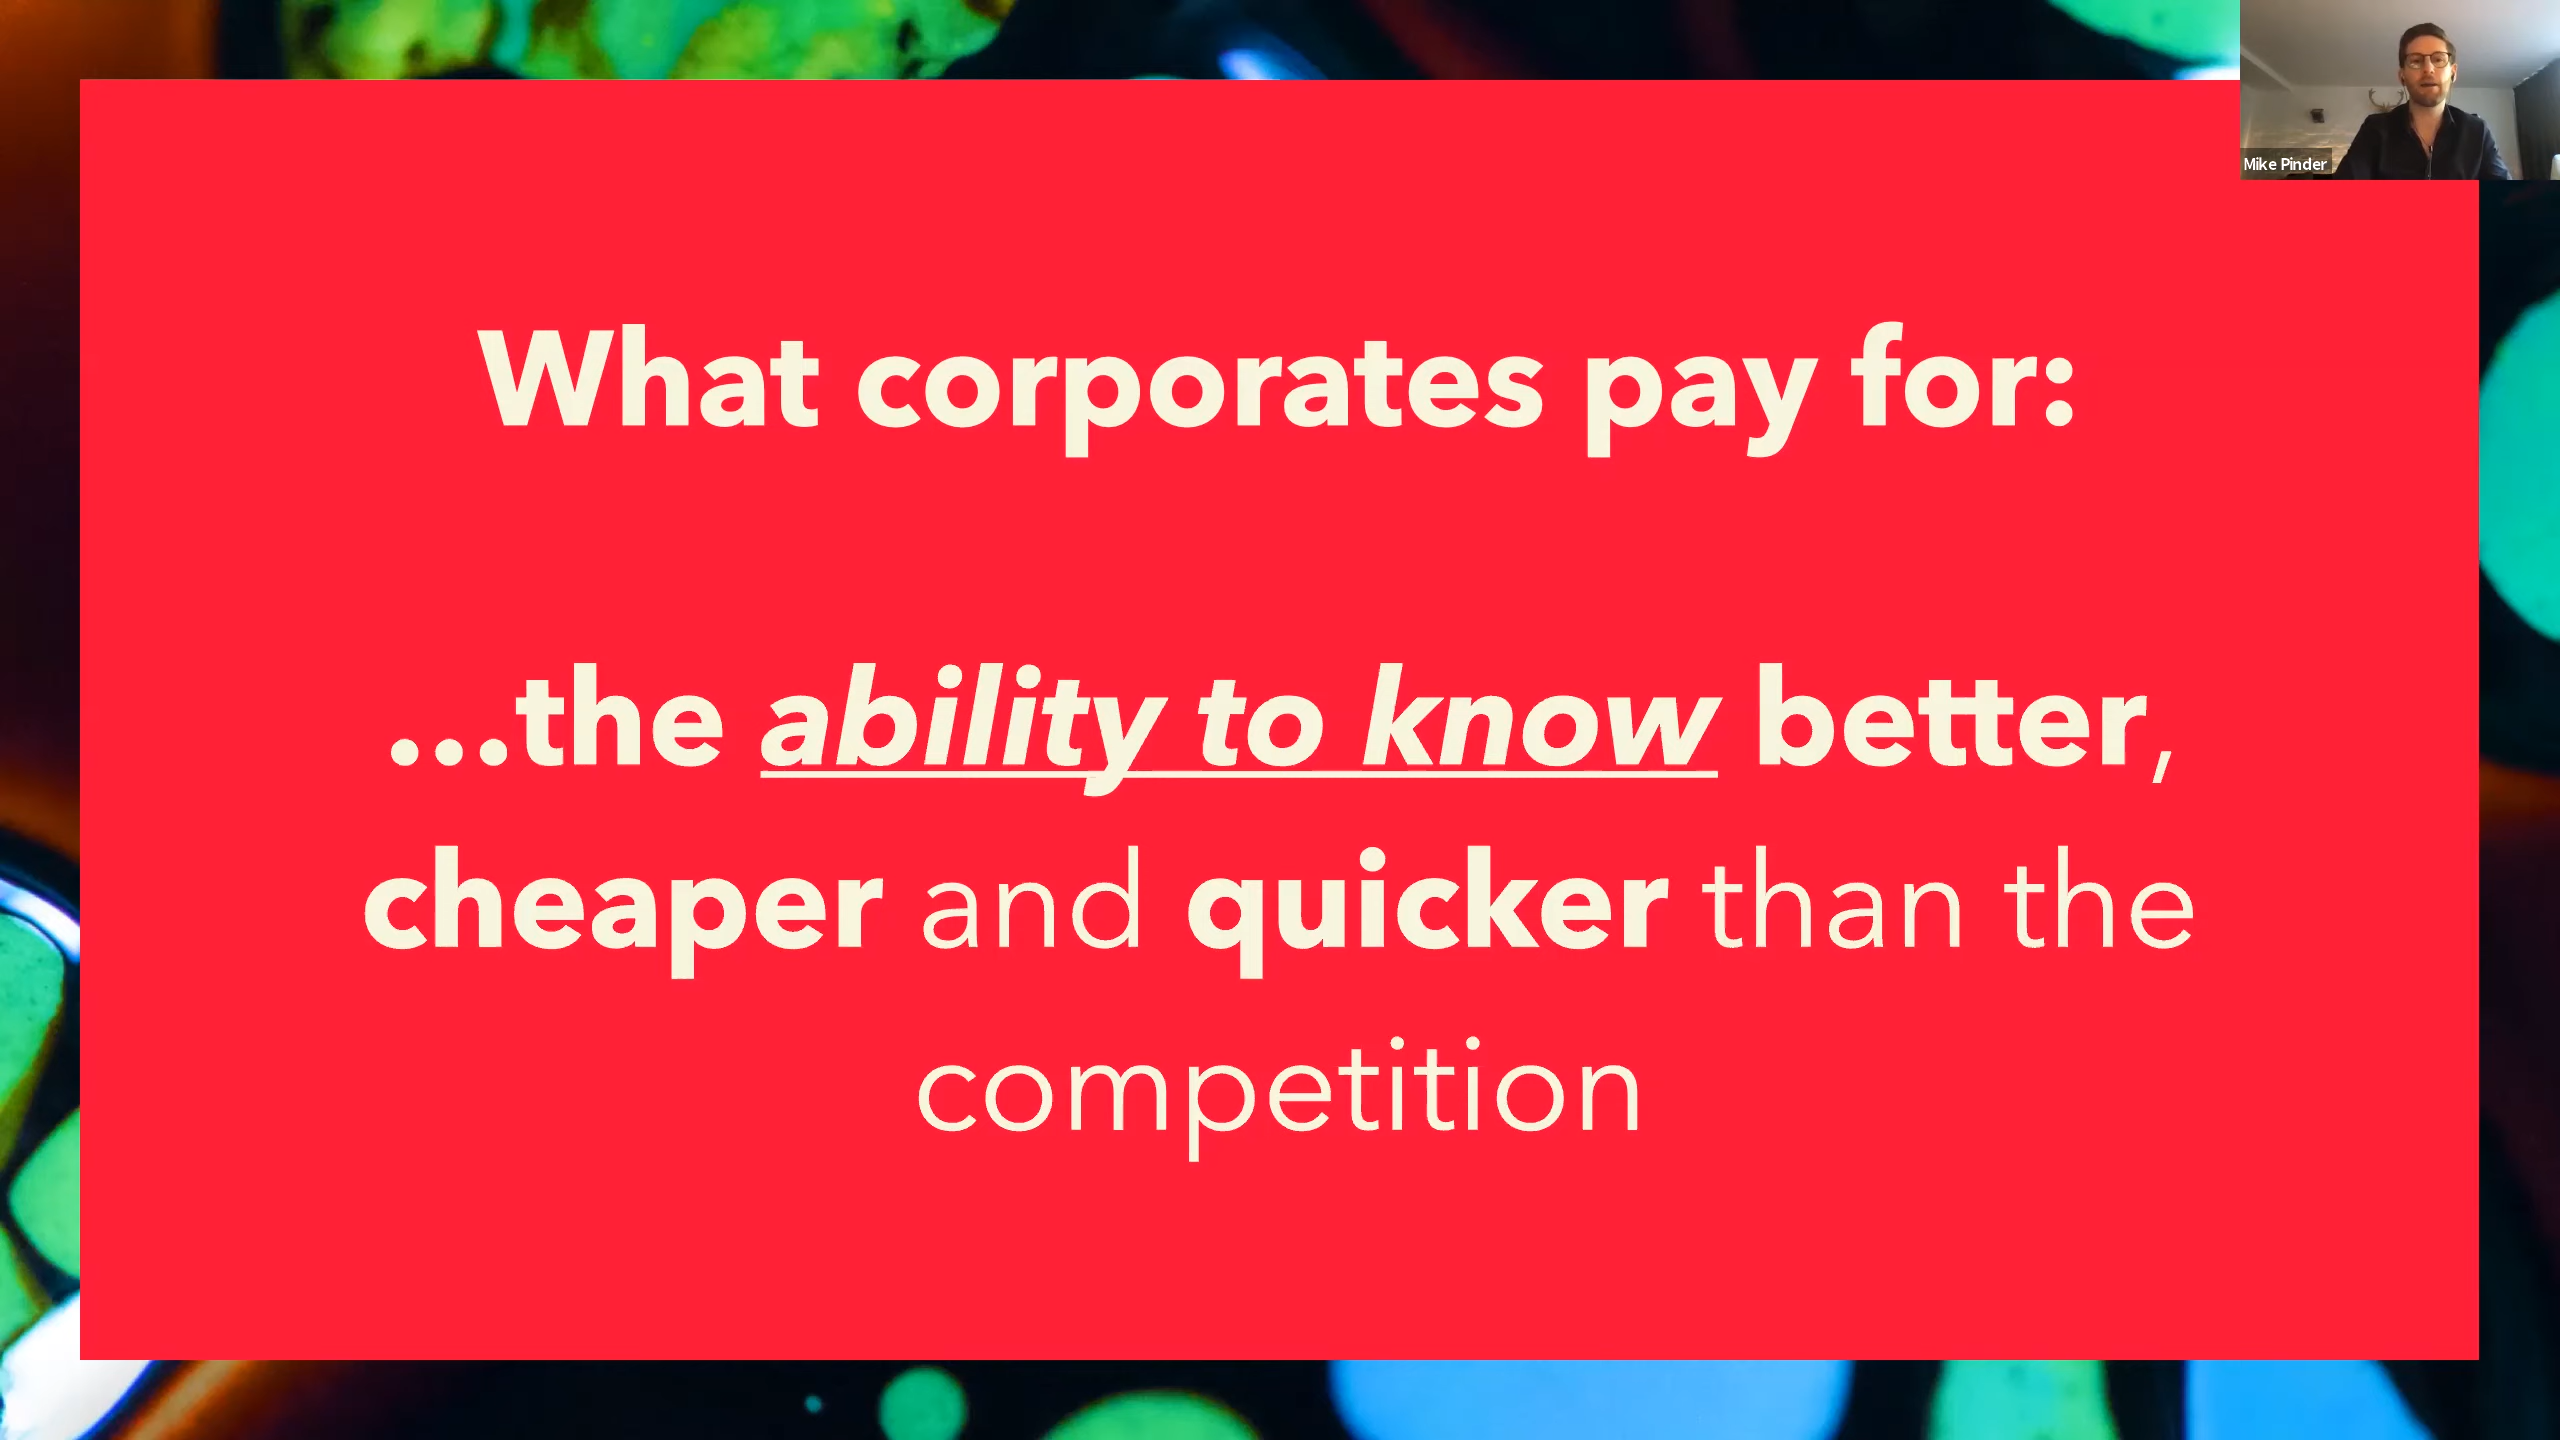 Mike Pinder
What corporates pay for:
...the ability to know better,
cheaper and quicker than the
competition